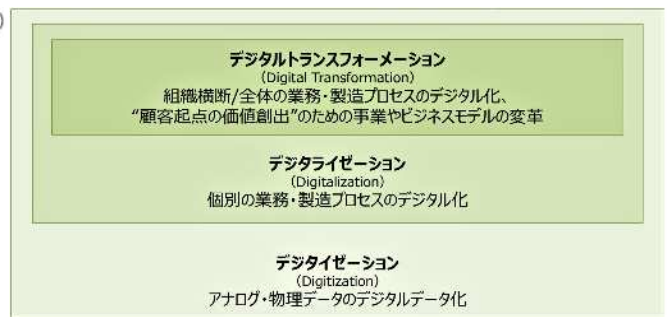 デジタルトランスフォーメーション
(Digital Transformation)
組織横断/全体の業務・製造プロセスのデジタル化、
“顧客起点の価値創出”のための事業やビジネスモデルの変革
デジタライゼーション
(Digitalization)
個別の業務・製造プロセスのデジタル化
デジタイゼーション
(Digitization)
アナログ・物理データのデジタルデータ化